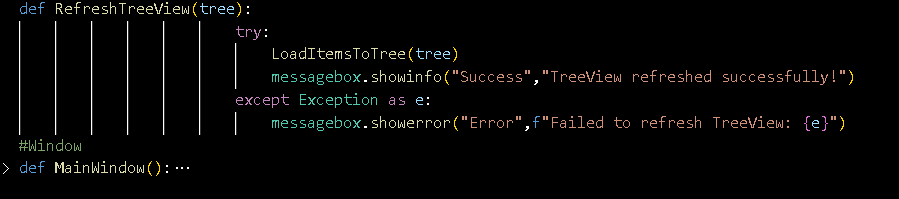 def RefreshTreeView(tree):
try:
LoadItemsToTree(tree)
messagebox.showinfo("Success","TreeView refreshed successfully!")
except Exception as e:
messagebox.showerror("Error",f"Failed to refresh TreeView: {e}")
#Window
> def MainWindow():···